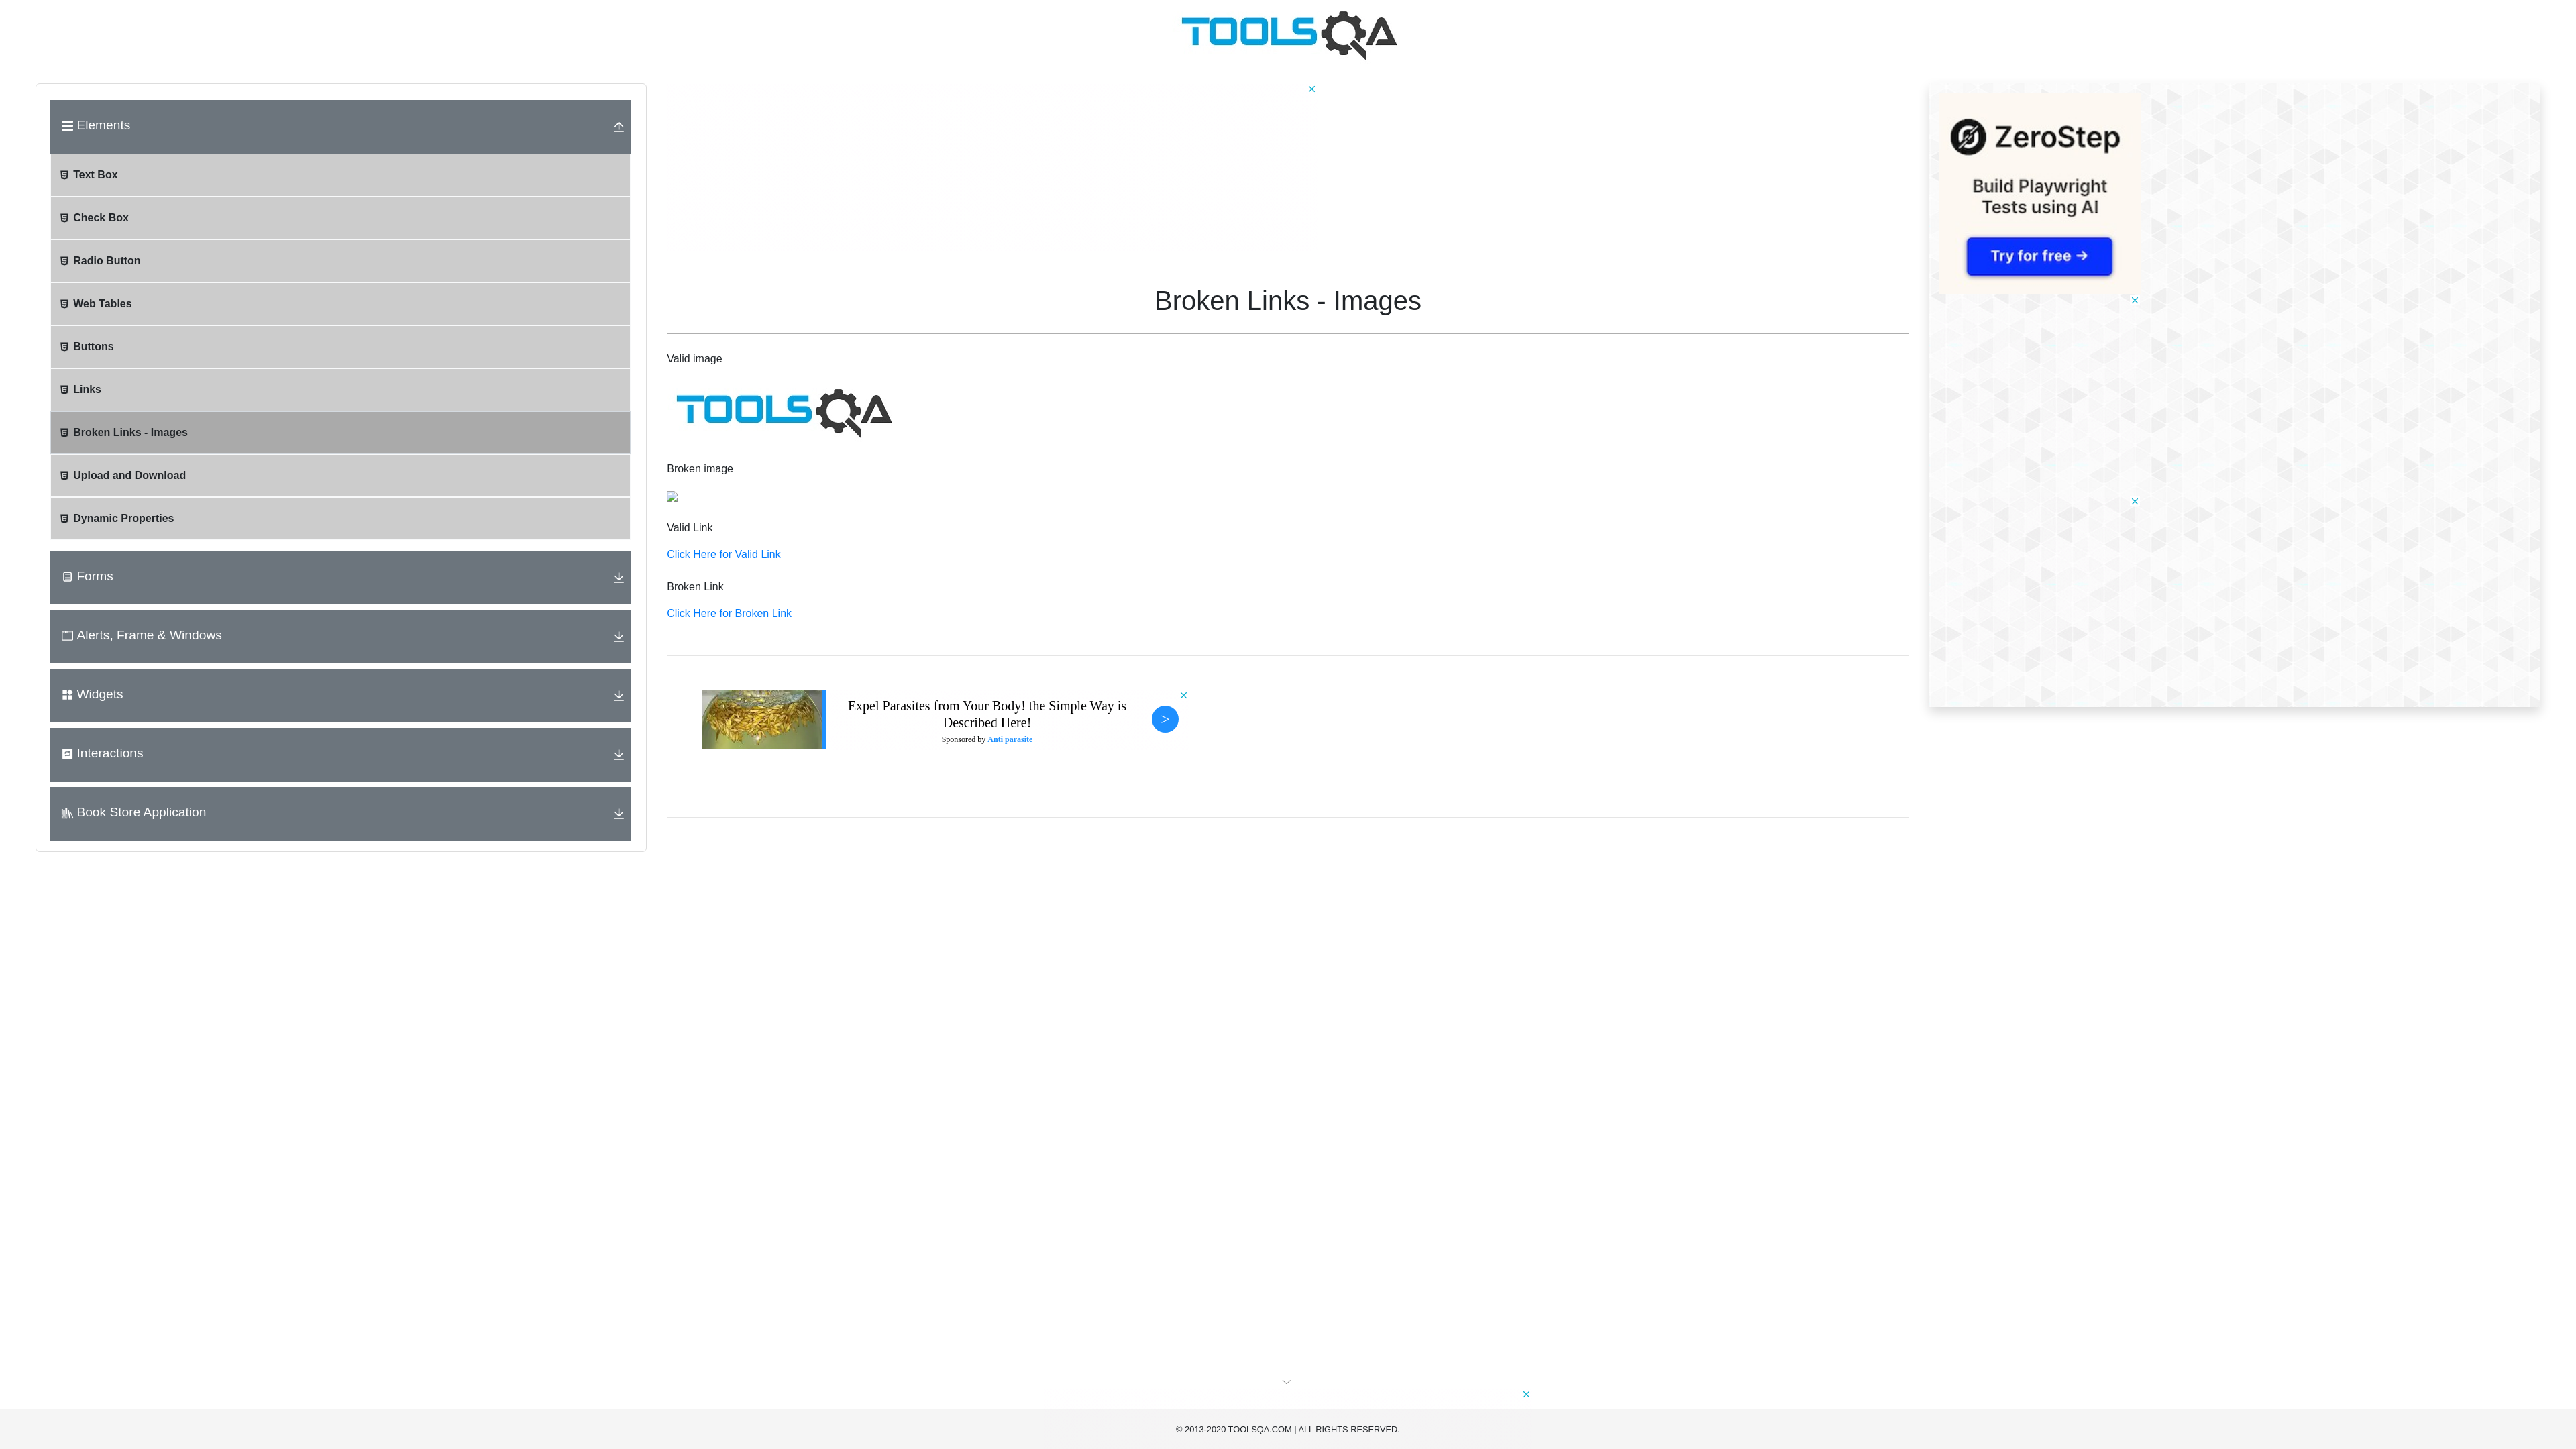 TOOLSQA
Elements
Text Box
Check Box
Radio Button
Web Tables
Buttons
Links
Broken Links - Images
Upload and Download
Dynamic Properties
Forms
Alerts, Frame & Windows
Widgets
Interactions
Book Store Application
Broken Links - Images
Valid image
TOOLSQA
Broken image
Valid Link
Click Here for Valid Link
Broken Link
Click Here for Broken Link
Expel Parasites from Your Body! the Simple Way is
Described Here!
Sponsored by Anti parasite
>
ZeroStep
Build Playwright
Tests using AI
Try for free →
© 2013-2020 TOOLSQA.COM | ALL RIGHTS RESERVED.